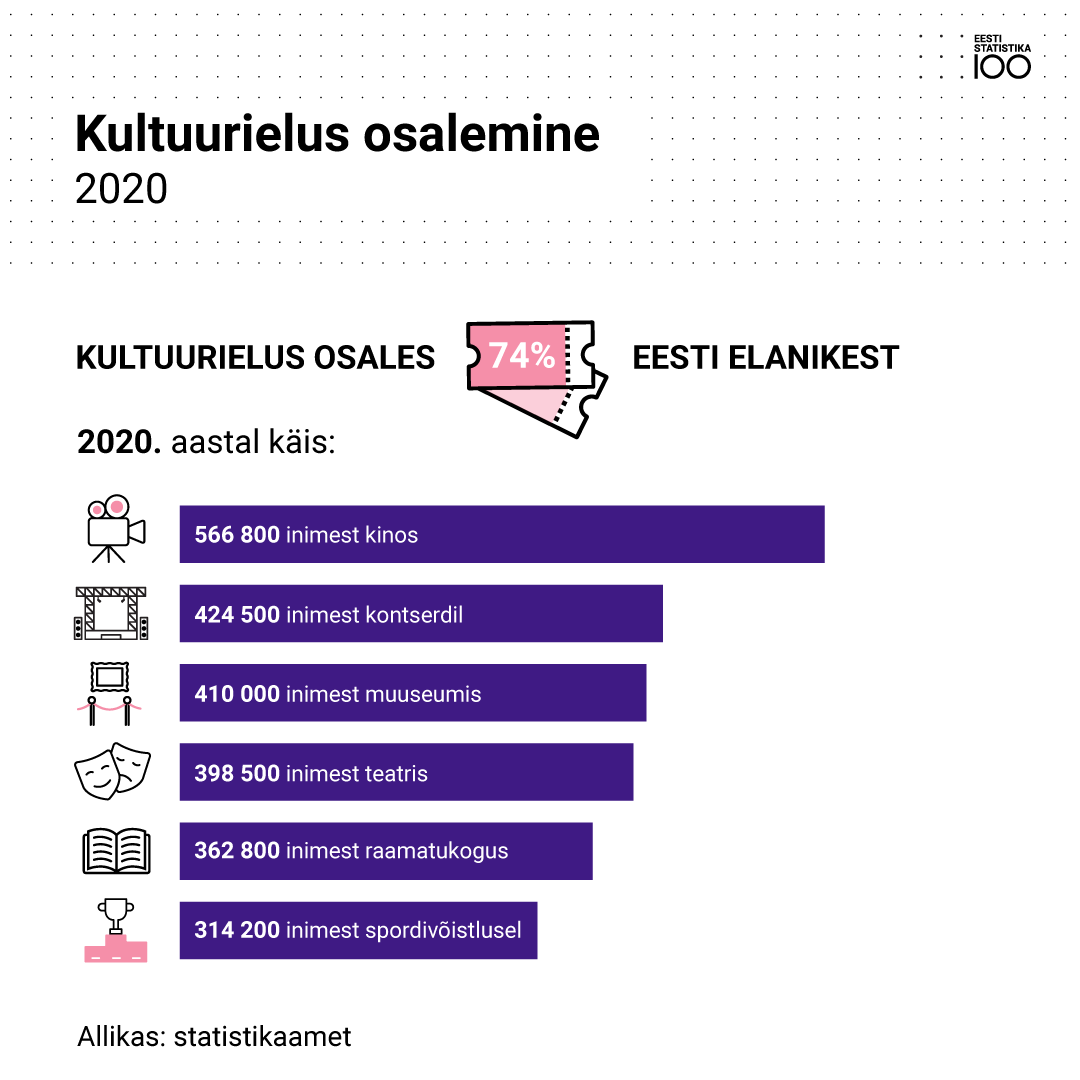 EESTI
STATISTIKA
100
Kultuurielus osalemine
2020
KULTUURIELUS OSALES 74% EESTI ELANIKEST
2020. aastal käis:
566 800 inimest kinos
424 500 inimest kontserdil
410 000 inimest muuseumis
398 500 inimest teatris
362 800 inimest raamatukogus
314 200 inimest spordivõistlusel
Allikas: statistikaamet